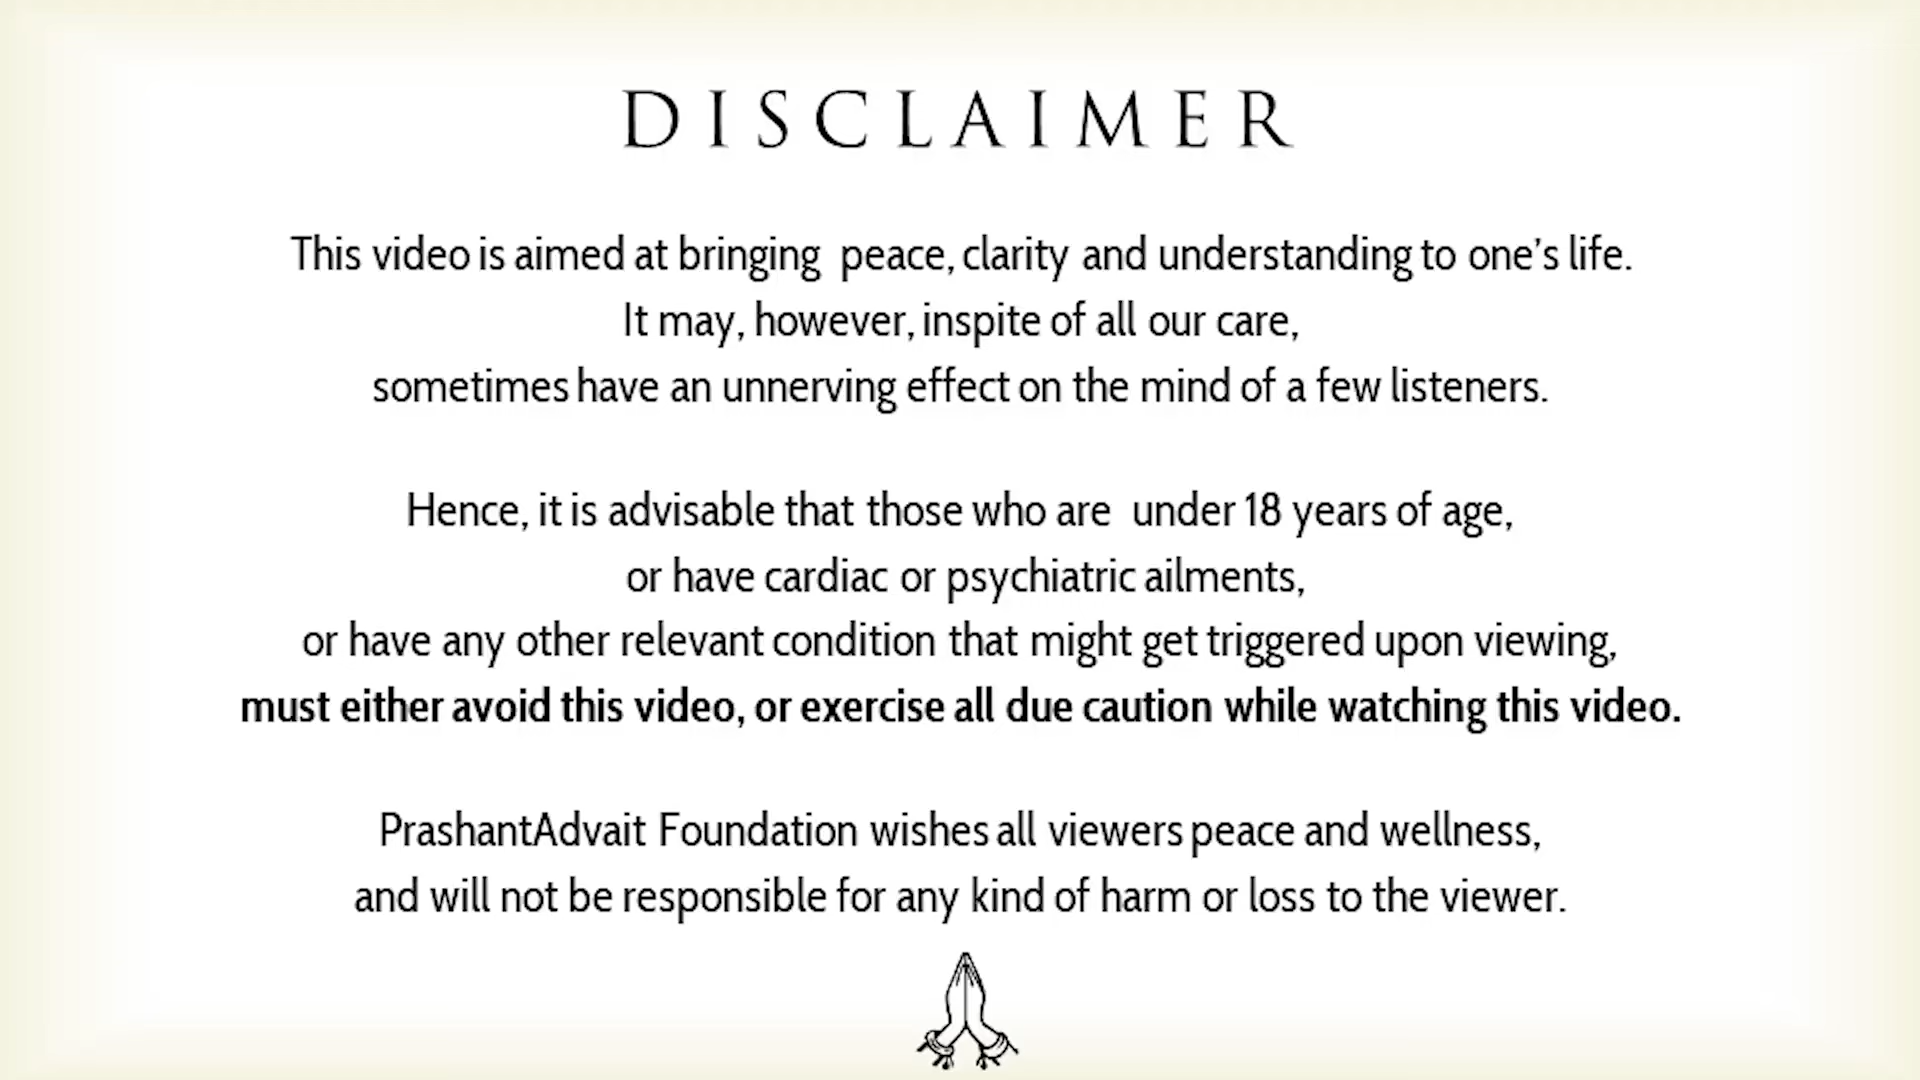 DISCLAIMER
This video is aimed at bringing peace, clarity and understanding to one's life.
It may, however, inspite of all our care,
sometimes have an unnerving effect on the mind of a few listeners.
Hence, it is advisable that those who are under 18 years of age,
or have cardiac or psychiatric ailments,
or have any other relevant condition that might get triggered upon viewing,
must either avoid this video, or exercise all due caution while watching this video.
PrashantAdvait Foundation wishes all viewers peace and wellness,
and will not be responsible for any kind of harm or loss to the viewer.